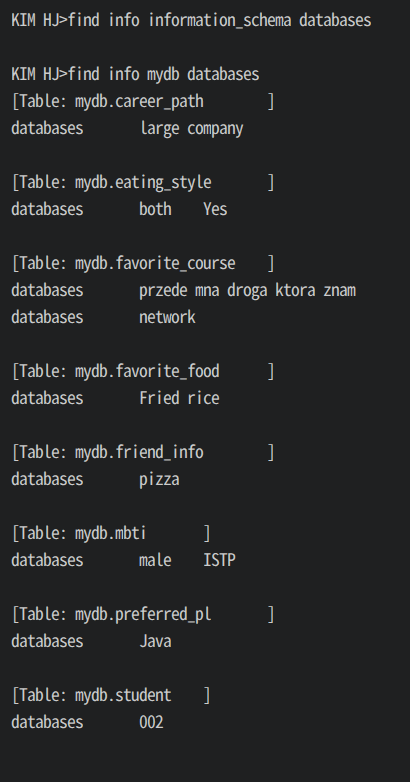 KIM HJ>find info information_schema databases
KIM HJ>find info mydb databases
[Table: mydb.career_path        ]
databases       large company
[Table: mydb.eating_style       ]
databases       both    Yes
[Table: mydb.favorite_course    ]
databases       przede mna droga ktora znam
databases       network
[Table: mydb.favorite_food      ]
databases       Fried rice
[Table: mydb.friend_info        ]
databases       pizza
[Table: mydb.mbti       ]
databases       male    ISTP
[Table: mydb.preferred_pl       ]
databases       Java
[Table: mydb.student    ]
databases       002